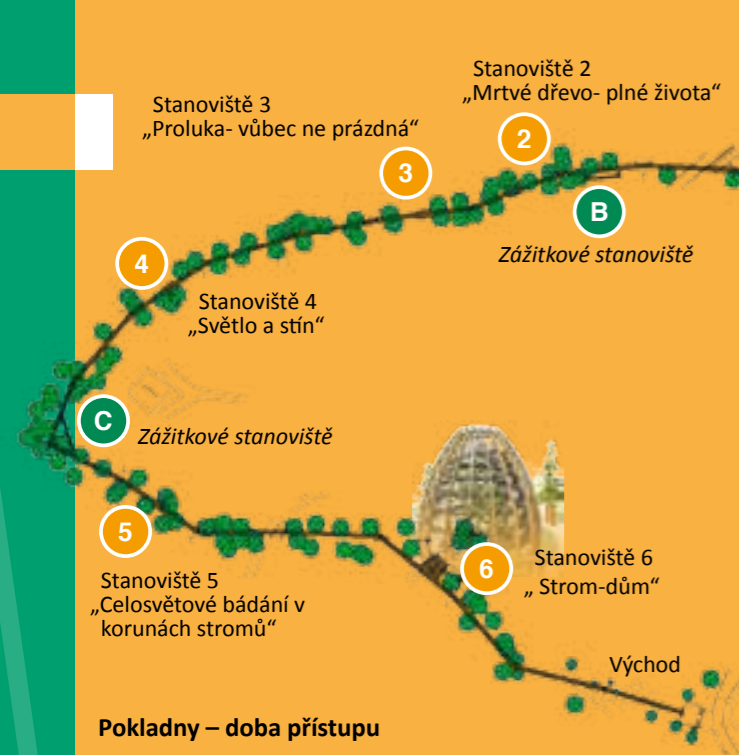 Stanoviště 2
„Mrtvé dřevo- plné života“
Stanoviště 3
„Proluka- vůbec ne prázdná“
2
3
B
Zážitkové stanoviště
4
Stanoviště 4
„Světlo a stín“
C
Zážitkové stanoviště
5
Stanoviště 5
„Celosvětové bádání v
korunách stromů“
6
Stanoviště 6
„ Strom-dům“
Východ
Pokladny – doba přístupu